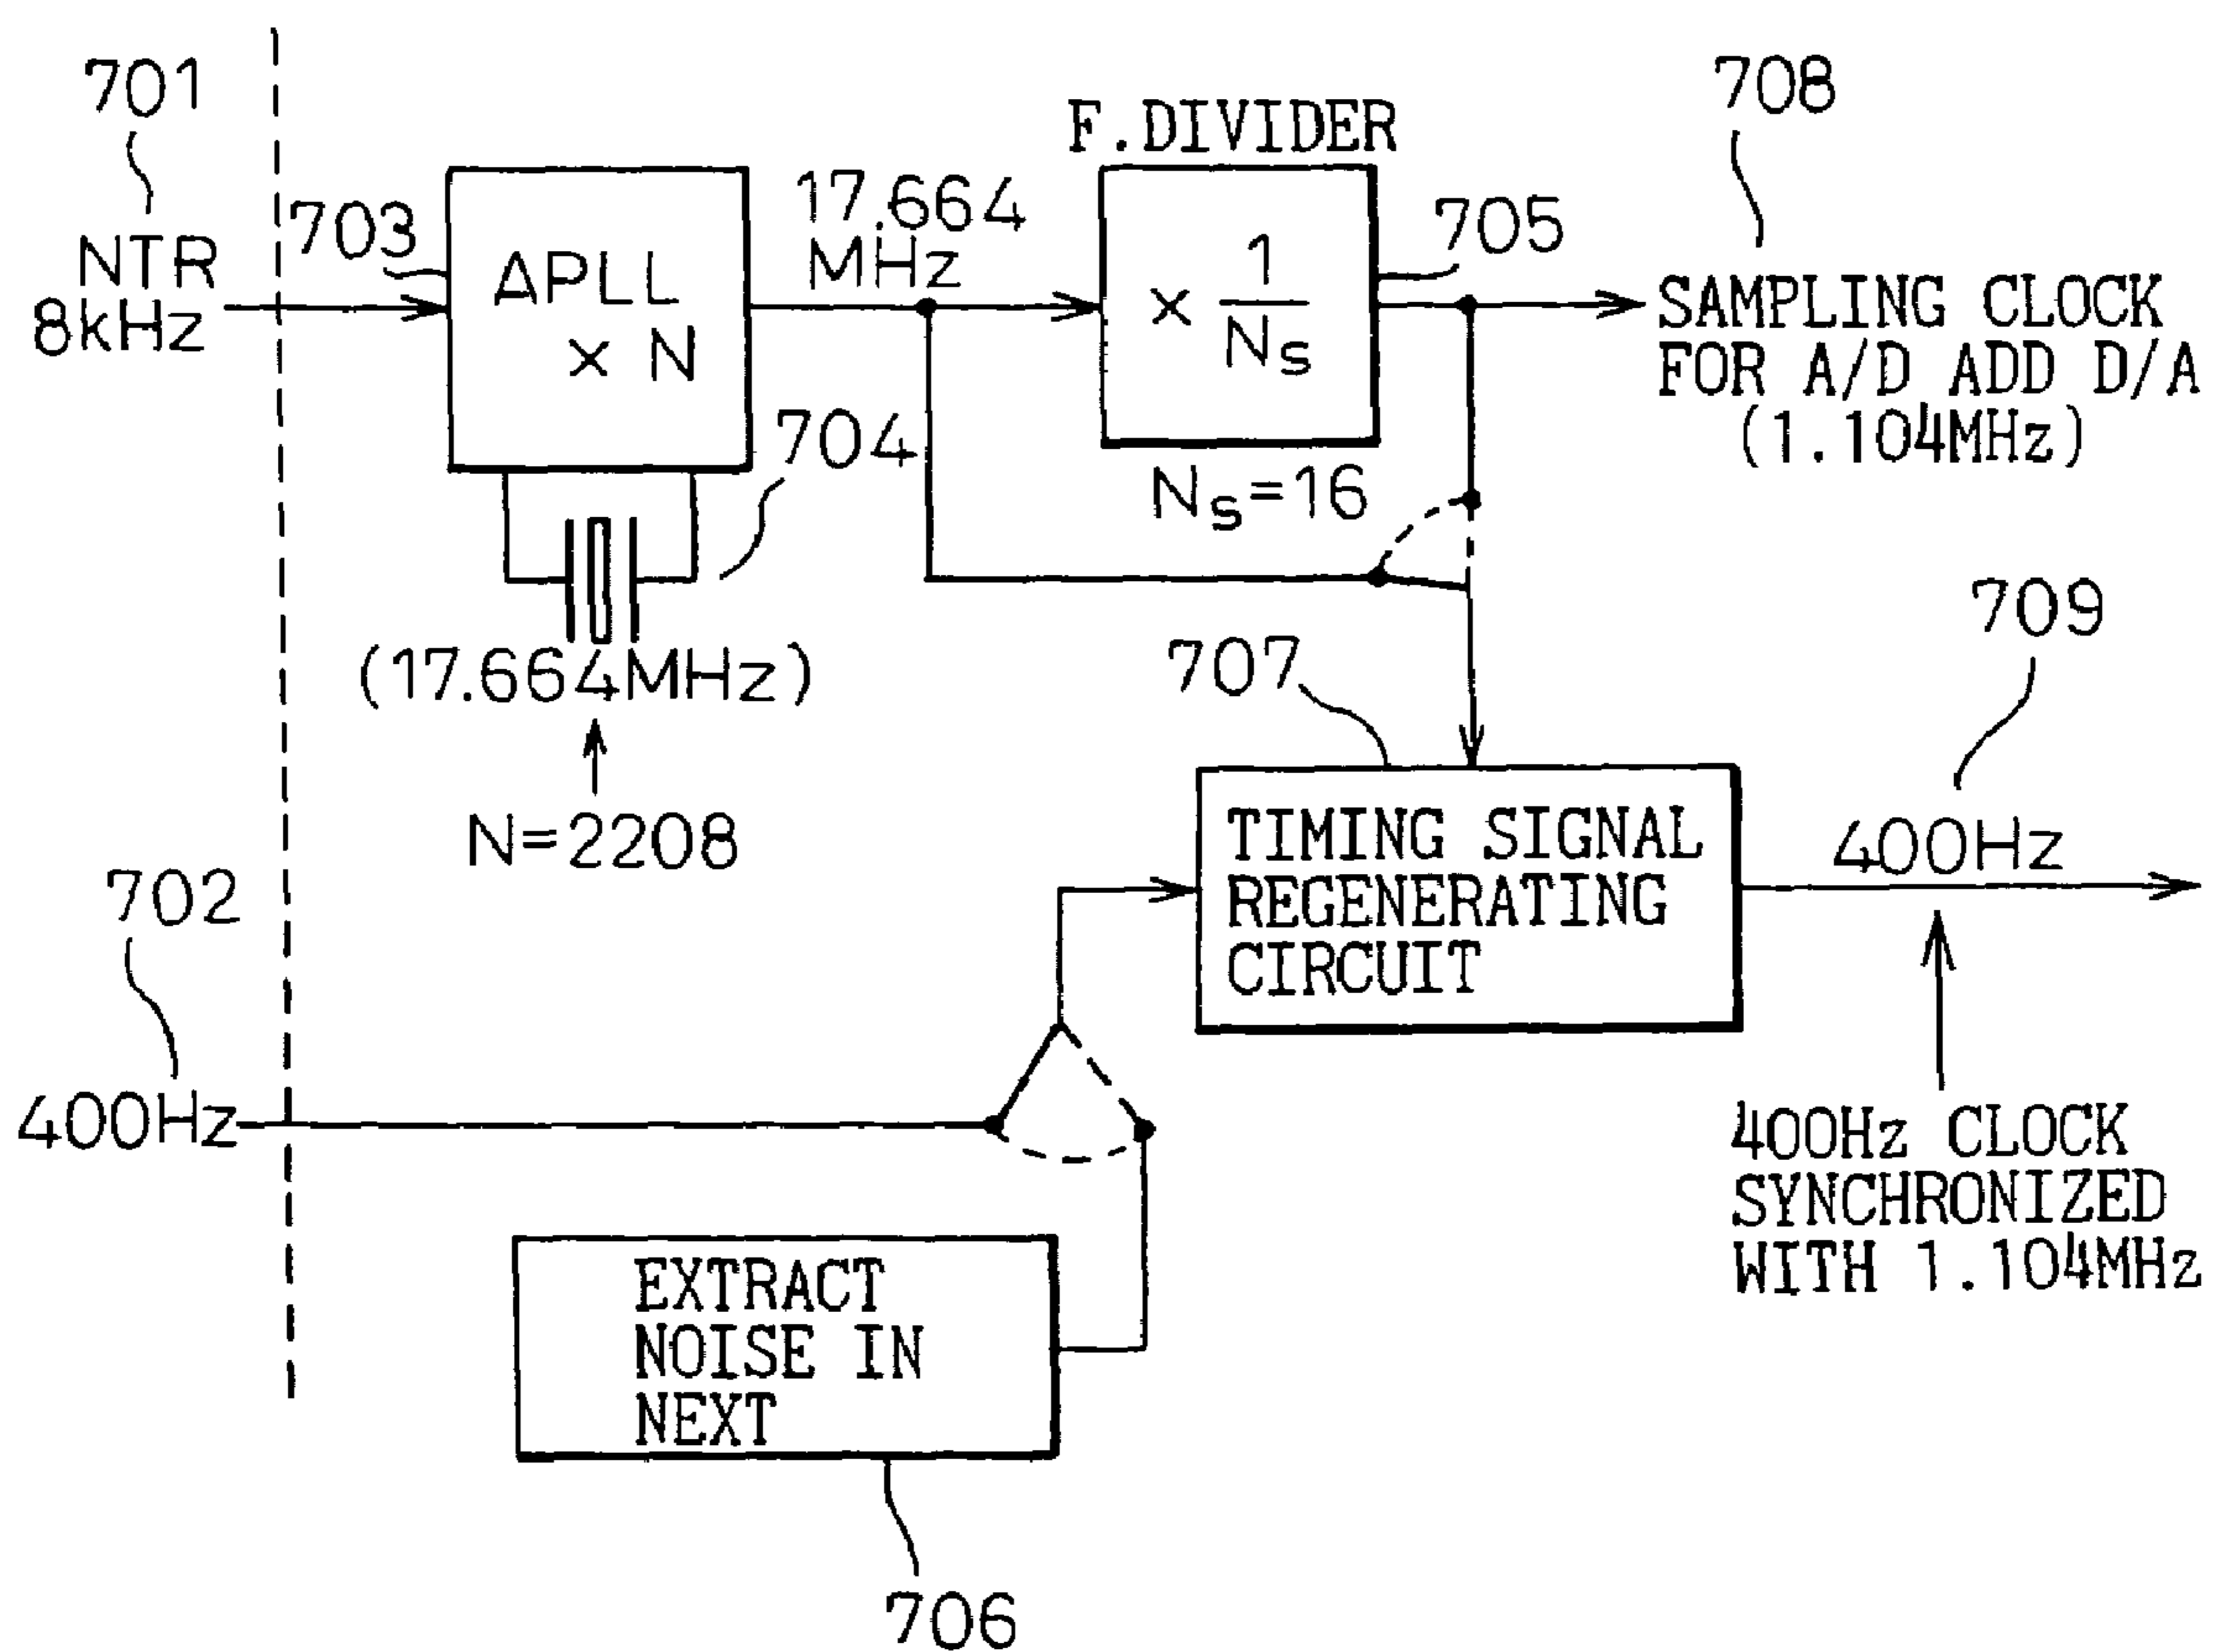 701
NTR
8kHz
703
APLL
× N
17.664
MHz
704
(17.664MHz)
N=2208
F.DIVIDER
× 1/Ns
Ns=16
705
708
SAMPLING CLOCK
FOR A/D ADD D/A
(1.104MHz)
707
TIMING SIGNAL
REGENERATING
CIRCUIT
709
400Hz
400Hz CLOCK
SYNCHRONIZED
WITH 1.104MHz
702
400Hz
EXTRACT
NOISE IN
NEXT
706